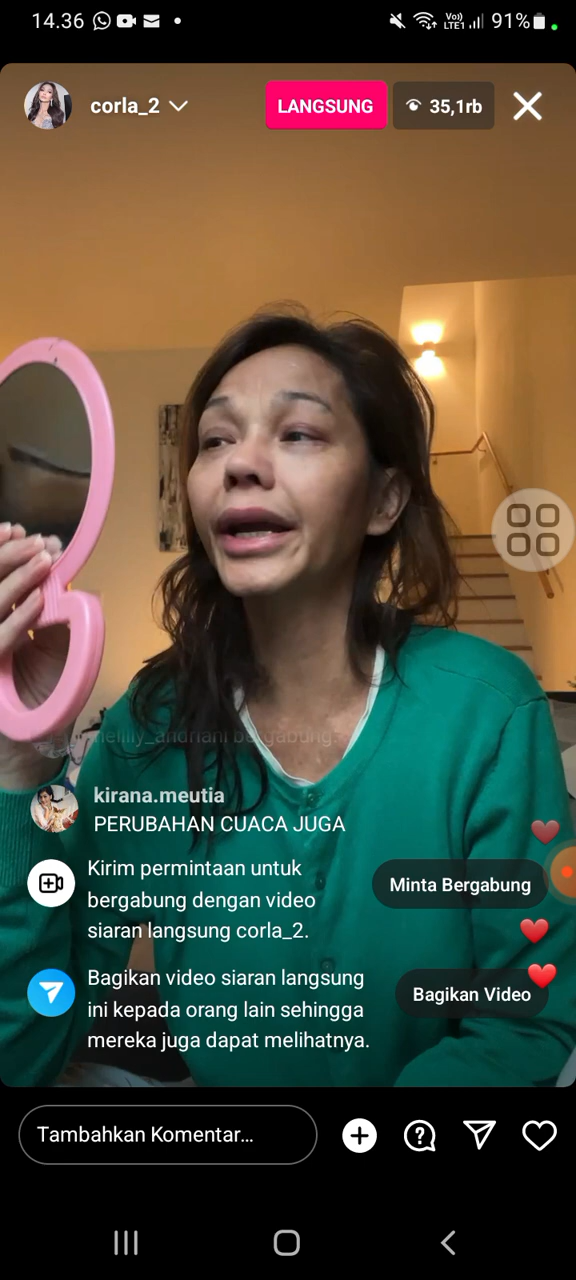 14.36
Vo))
LTE1
91%
corla_2
LANGSUNG
35,1rb
bergabung.
kirana.meutia
PERUBAHAN CUACA JUGA
Kirim permintaan untuk
bergabung dengan video
siaran langsung corla_2.
Minta Bergabung
Bagikan video siaran langsung
ini kepada orang lain sehingga
mereka juga dapat melihatnya.
Bagikan Video
Tambahkan Komentar...